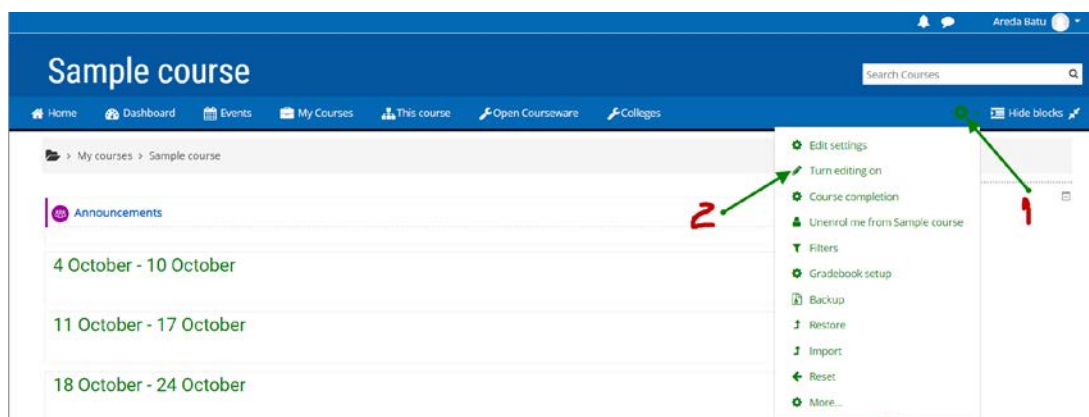 Areda Batu
Sample course
Search Courses
Home Dashboard Events My Courses This course Open Courseware Colleges Hide blocks
> My courses > Sample course
Announcements
4 October - 10 October
11 October - 17 October
18 October - 24 October
Edit settings
Turn editing on
Course completion
Unenrol me from Sample course
Filters
Gradebook setup
Backup
Restore
Import
Reset
More...
1
2